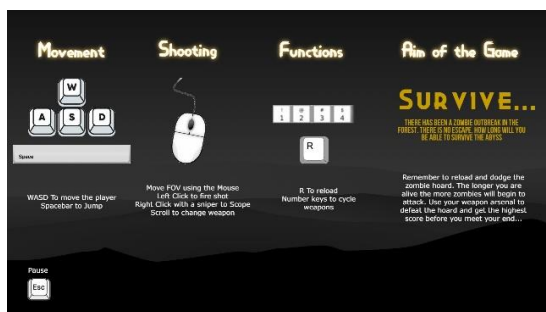 Movement
W
A S D
Space
WASD To move the player
Spacebar to Jump
Shooting
Move FOV using the Mouse
Left Click to fire shot
Right Click with a sniper to Scope
Scroll to change weapon
Functions
! @ # $
1 2 3 4
R
R To reload
Number keys to cycle
weapons
Aim of the Game
SURVIVE...
THERE HAS BEEN A ZOMBIE OUTBREAK IN THE
FOREST. THERE IS NO ESCAPE. HOW LONG WILL YOU
BE ABLE TO SURVIVE THE ABYSS
Remember to reload and dodge the
zombie hoard. The longer you are
alive the more zombies will begin to
attack. Use your weapon arsenal to
defeat the hoard and get the highest
score before you meet your end...
Pause
Esc